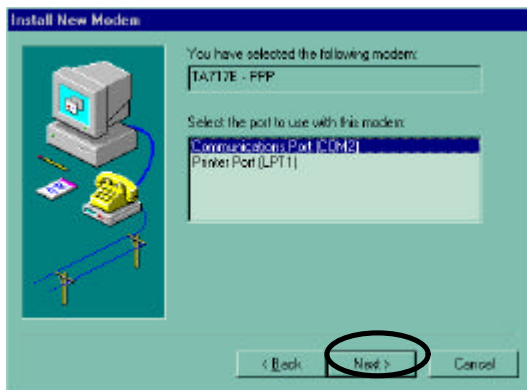 Install New Modem
You have selected the following modem:
TA717E - PPP
Select the port to use with this modem:
Communications Port (COM2)
Printer Port (LPT1)
< Back
Next >
Cancel